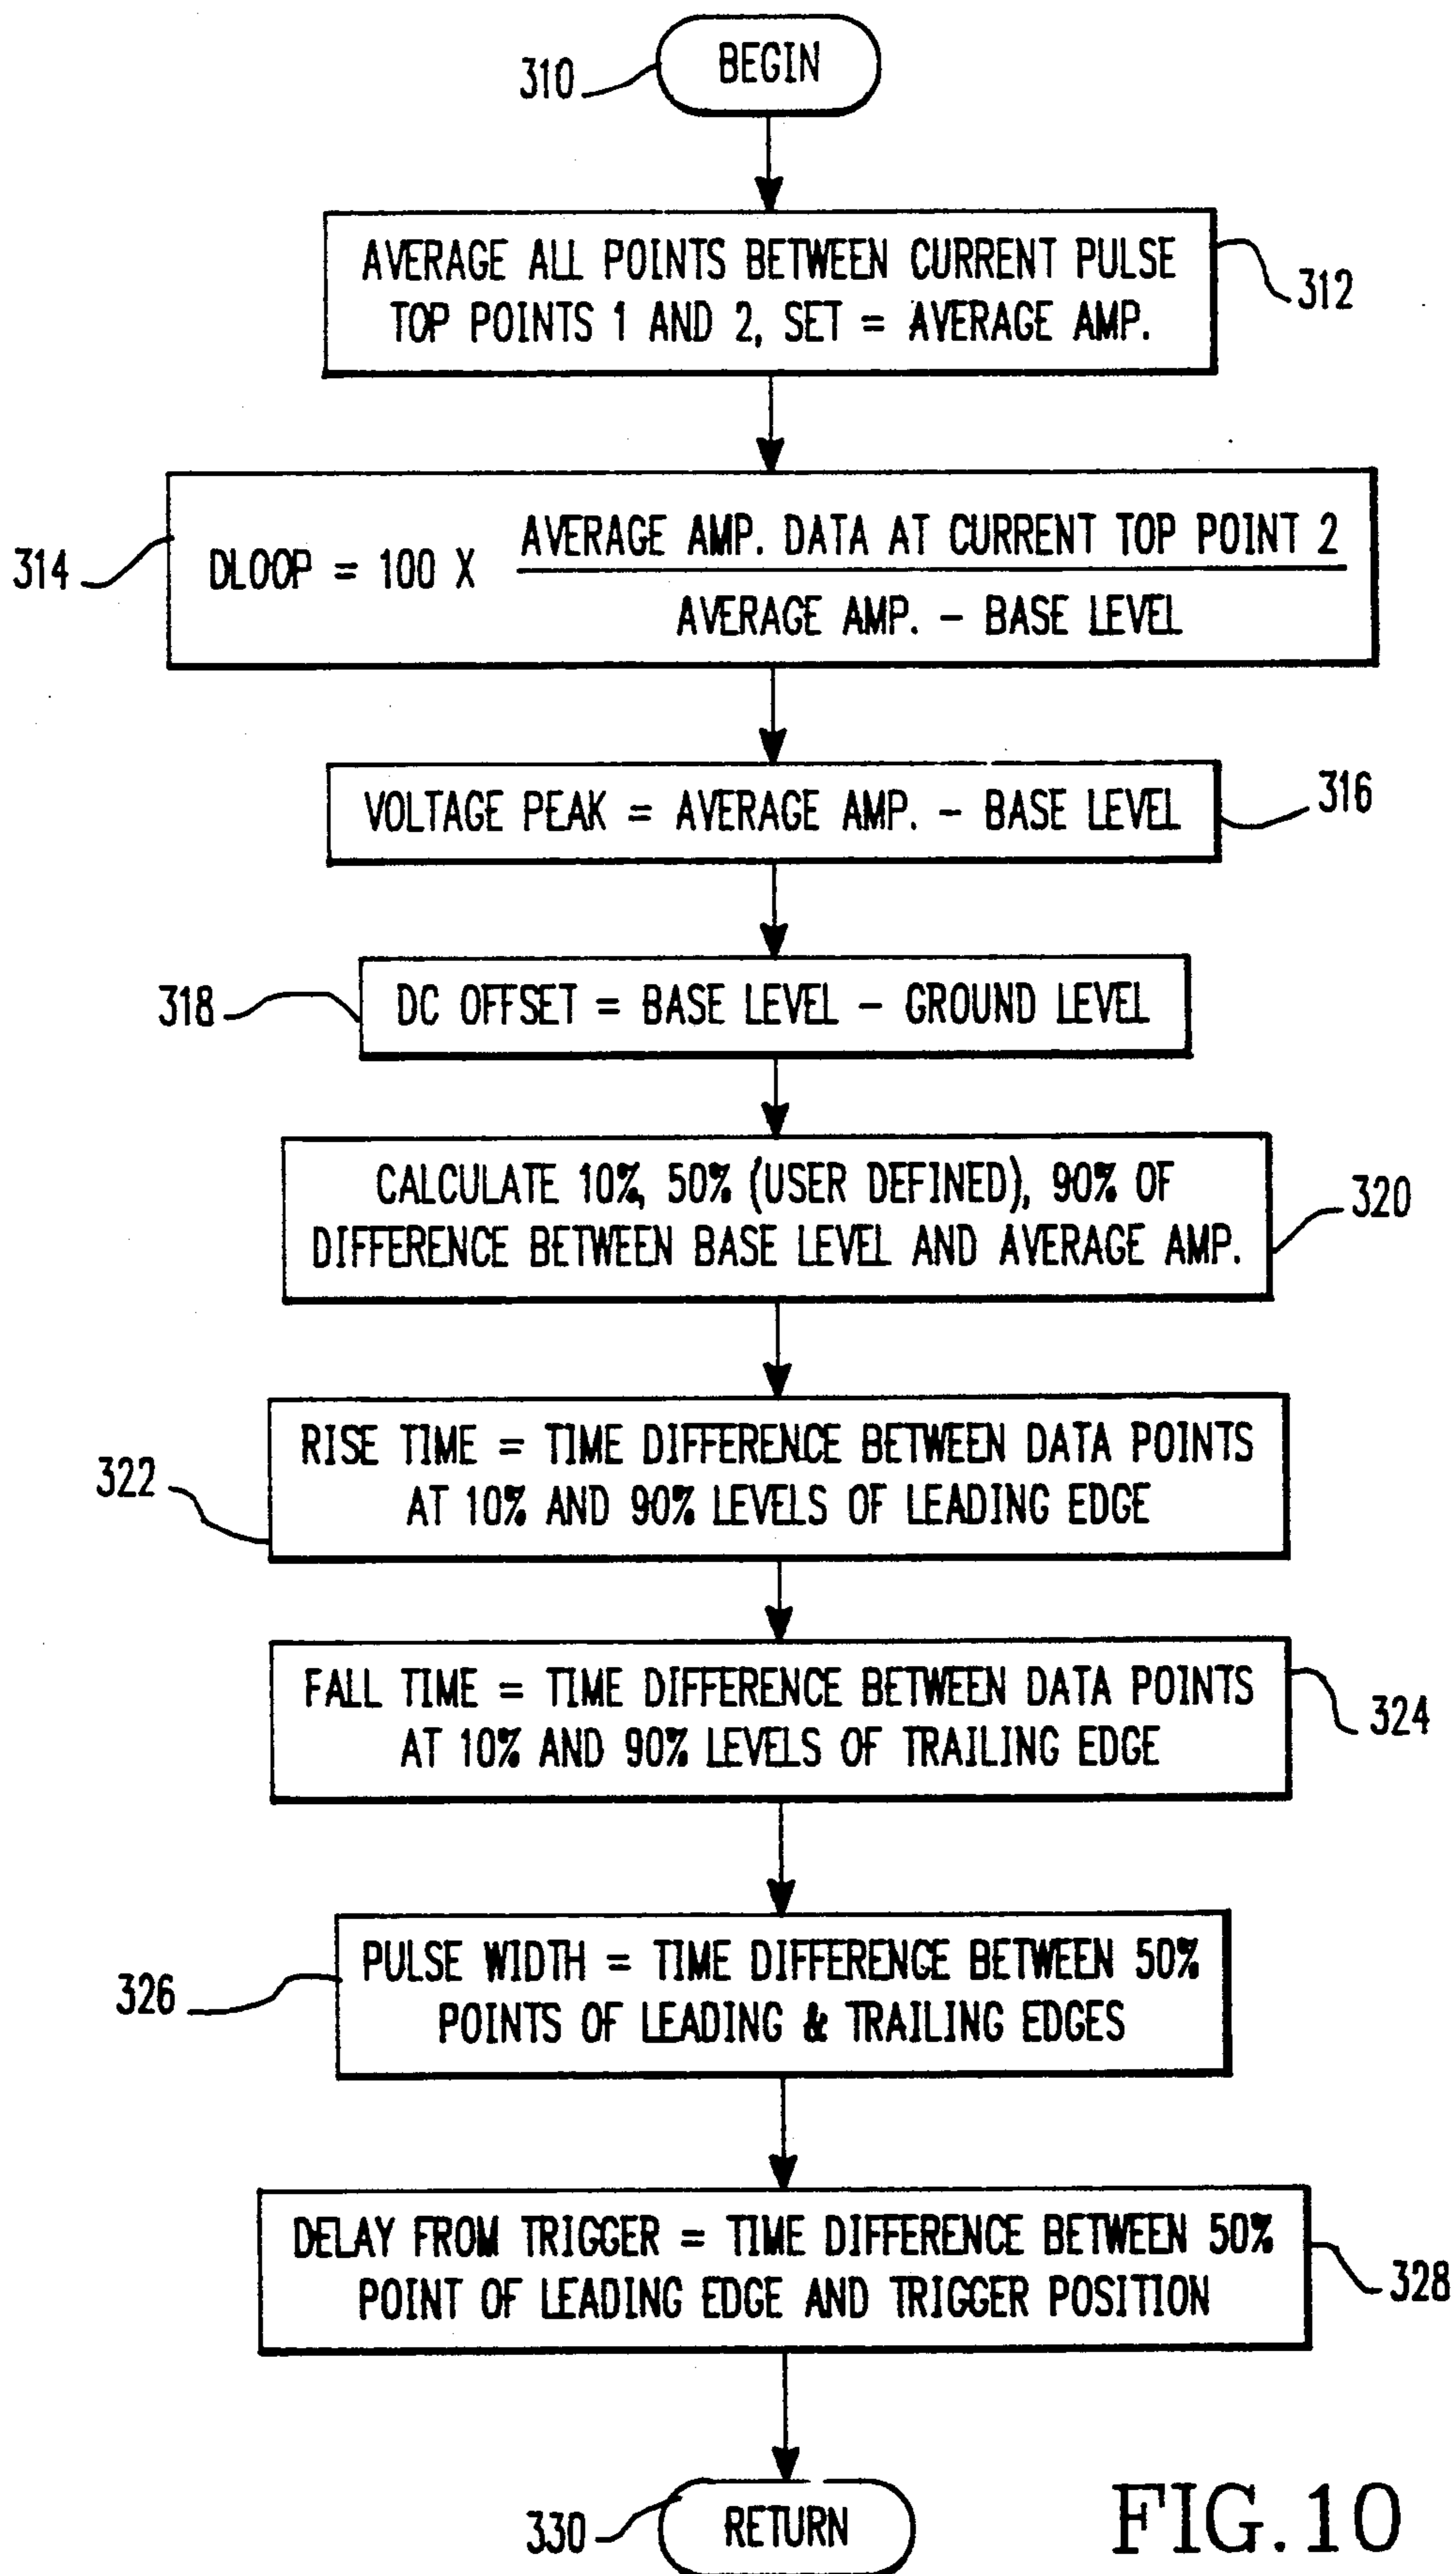 BEGIN
310
AVERAGE ALL POINTS BETWEEN CURRENT PULSE
TOP POINTS 1 AND 2, SET = AVERAGE AMP.
312
AVERAGE AMP. DATA AT CURRENT TOP POINT 2
314
DLOOP = 100 X
AVERAGE AMP. - BASE LEVEL
VOLTAGE PEAK = AVERAGE AMP. - BASE LEVEL
316
318
DC OFFSET = BASE LEVEL - GROUND LEVEL
CALCULATE 10%, 50% (USER DEFINED), 90% OF
DIFFERENCE BETWEEN BASE LEVEL AND AVERAGE AMP.
320
RISE TIME = TIME DIFFERENCE BETWEEN DATA POINTS
AT 10% AND 90% LEVELS OF LEADING EDGE
322
FALL TIME = TIME DIFFERENCE BETWEEN DATA POINTS
AT 10% AND 90% LEVELS OF TRAILING EDGE
324
PULSE WIDTH = TIME DIFFERENCE BETWEEN 50%
POINTS OF LEADING & TRAILING EDGES
326
DELAY FROM TRIGGER = TIME DIFFERENCE BETWEEN 50%
POINT OF LEADING EDGE AND TRIGGER POSITION
328
330
RETURN
FIG. 10